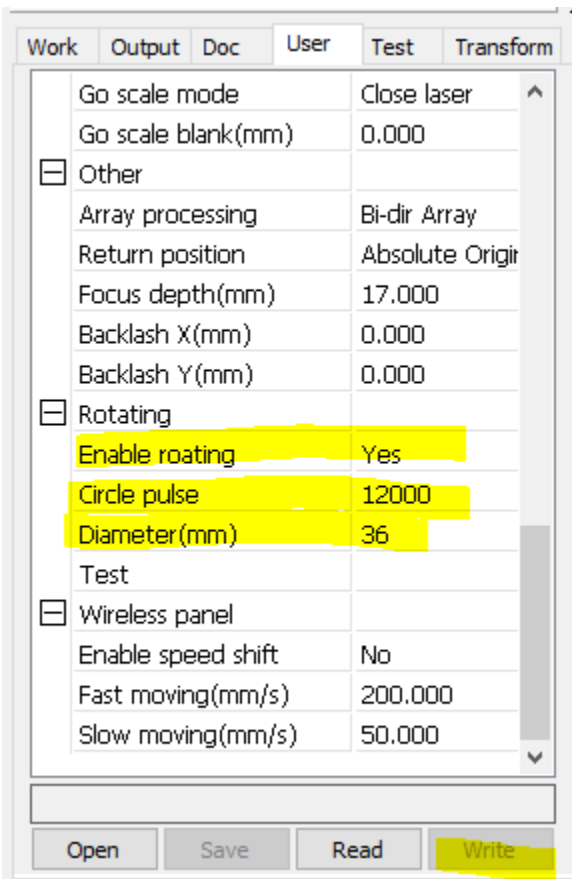 Work Output Doc User Test Transform
Go scale mode Close laser
Go scale blank(mm) 0.000
Other
Array processing Bi-dir Array
Return position Absolute Origin
Focus depth(mm) 17.000
Backlash X(mm) 0.000
Backlash Y(mm) 0.000
Rotating
Enable roating Yes
Circle pulse 12000
Diameter(mm) 36
Test
Wireless panel
Enable speed shift No
Fast moving(mm/s) 200.000
Slow moving(mm/s) 50.000
Open Save Read Write